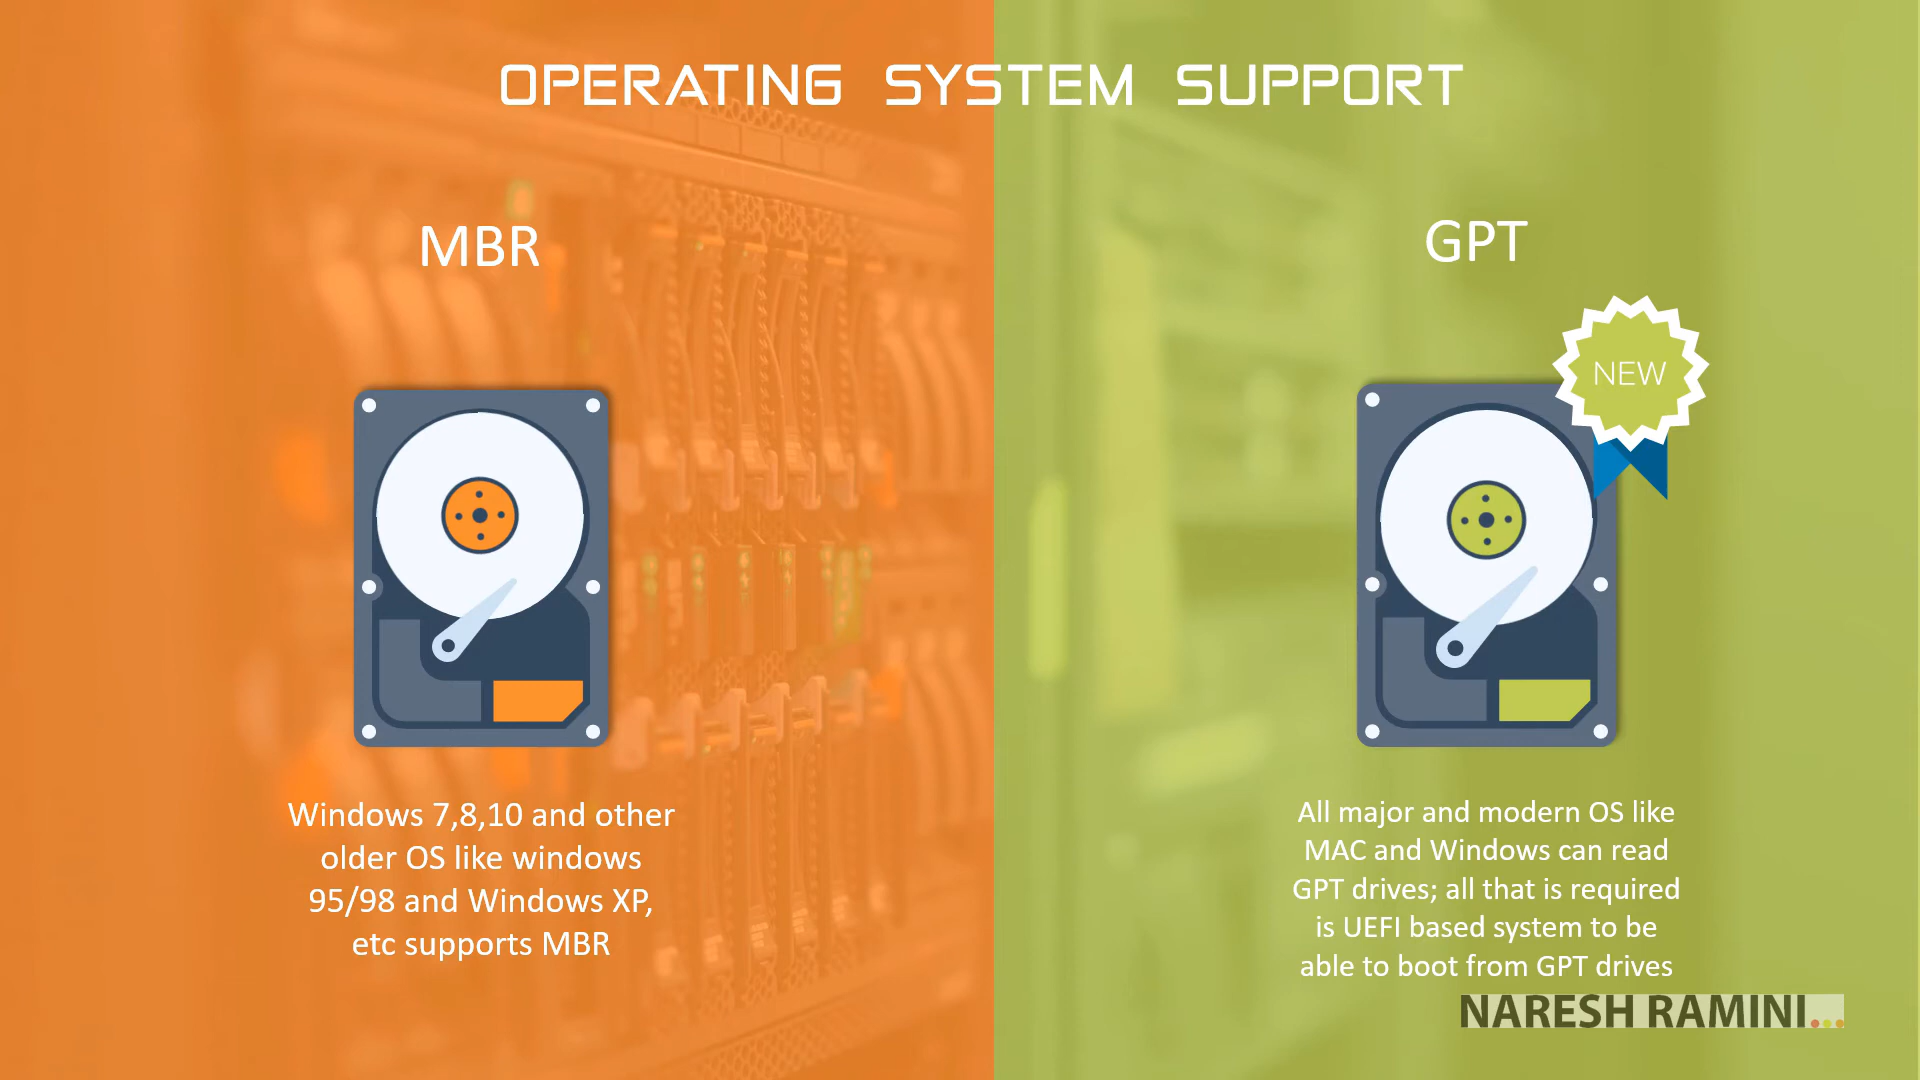 OPERATING SYSTEM SUPPORT
MBR
Windows 7,8,10 and other
older OS like windows
95/98 and Windows XP,
etc supports MBR
GPT
NEW
All major and modern OS like
MAC and Windows can read
GPT drives; all that is required
is UEFI based system to be
able to boot from GPT drives
NARESH RAMINI...